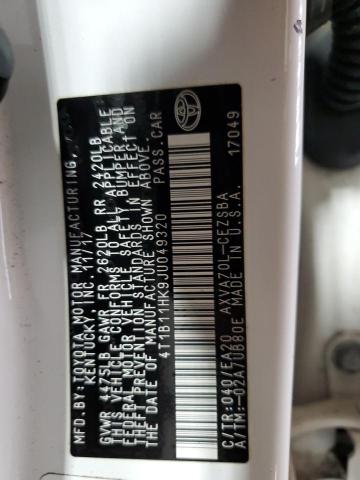 MFD. BY: TOYOTA MOTOR MANUFACTURING,
KENTUCKY, INC. 11/17
GVWR 4475LB GAWR FR 2620LB RR 2420LB
THIS VEHICLE CONFORMS TO ALL APPLICABLE
FEDERAL MOTOR VEHICLE SAFETY, BUMPER, AND
THEFT PREVENTION STANDARDS IN EFFECT ON
THE DATE OF MANUFACTURE SHOWN ABOVE.
4T1B11HK9JU049320 PASS.CAR
C/TR:040/FA20 AXVA70L-CEZSBA
A/TM:-02A/UB80E MADE IN U.S.A. 17049
TOYOTA